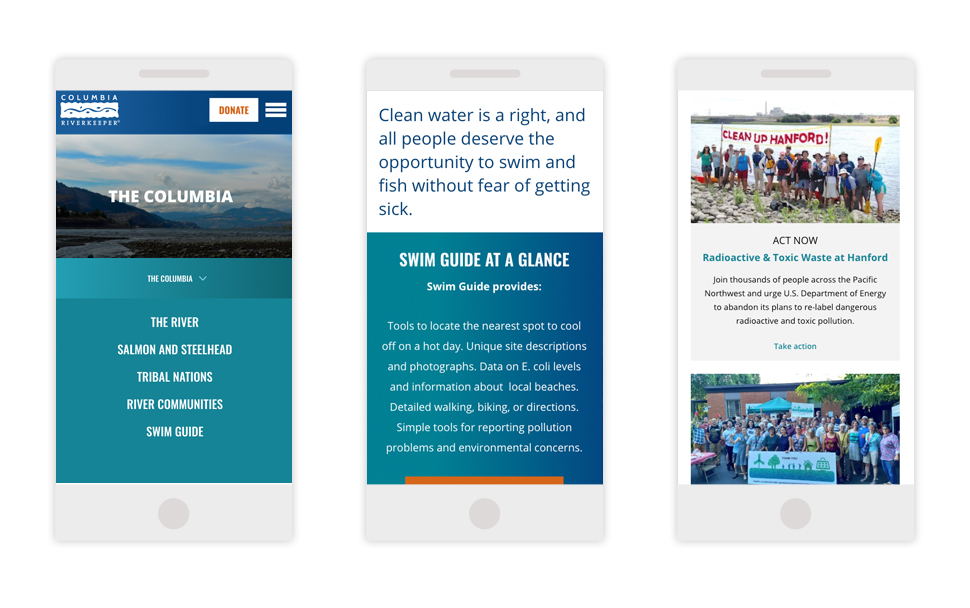 COLUMBIA
RIVERKEEPER
DONATE
THE COLUMBIA
THE COLUMBIA
THE RIVER
SALMON AND STEELHEAD
TRIBAL NATIONS
RIVER COMMUNITIES
SWIM GUIDE
Clean water is a right, and
all people deserve the
opportunity to swim and
fish without fear of getting
sick.
SWIM GUIDE AT A GLANCE
Swim Guide provides:
Tools to locate the nearest spot to cool
off on a hot day. Unique site descriptions
and photographs. Data on E. coli levels
and information about local beaches.
Detailed walking, biking, or directions.
Simple tools for reporting pollution
problems and environmental concerns.
CLEAN UP HANFORD!
ACT NOW
Radioactive & Toxic Waste at Hanford
Join thousands of people across the Pacific
Northwest and urge U.S. Department of Energy
to abandon its plans to re-label dangerous
radioactive and toxic pollution.
Take action